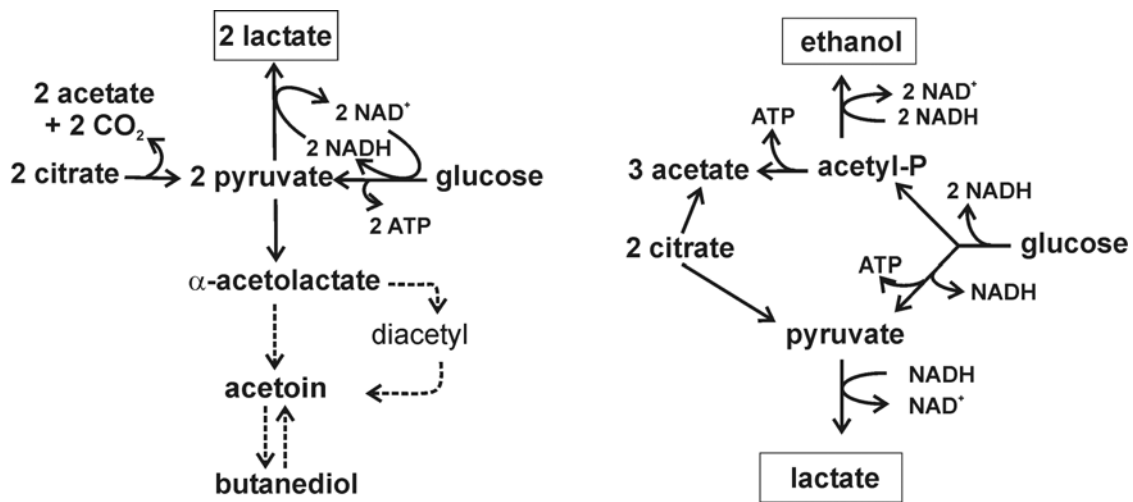 2 lactate
2 acetate
+ 2 CO₂
2 NAD⁺
2 NADH
2 citrate
2 pyruvate
glucose
2 ATP
α-acetolactate
diacetyl
acetoin
butanediol
ethanol
2 NAD⁺
2 NADH
ATP
3 acetate
acetyl-P
2 NADH
2 citrate
glucose
ATP
NADH
pyruvate
NADH
NAD⁺
lactate